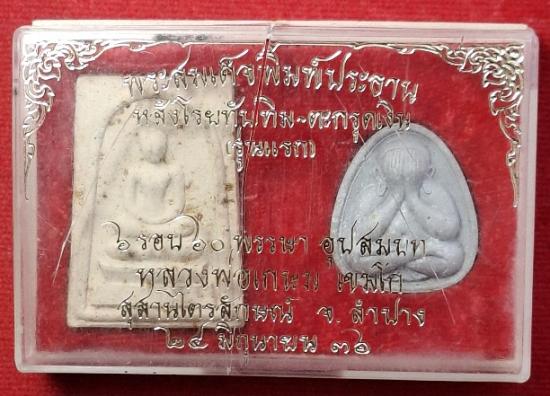 พระสมเด็จพิมพ์ประธาน
หลังโรยทับทิม-ตะกรุดเงิน
(รุ่นแรก)
๖ รอบ ๖๐ พรรษา อุปสมบท
หลวงพ่อเกษม เขมโก
สุสานไตรลักษณ์ จ. ลำปาง
๒๕ มิถุนายน ๓๖